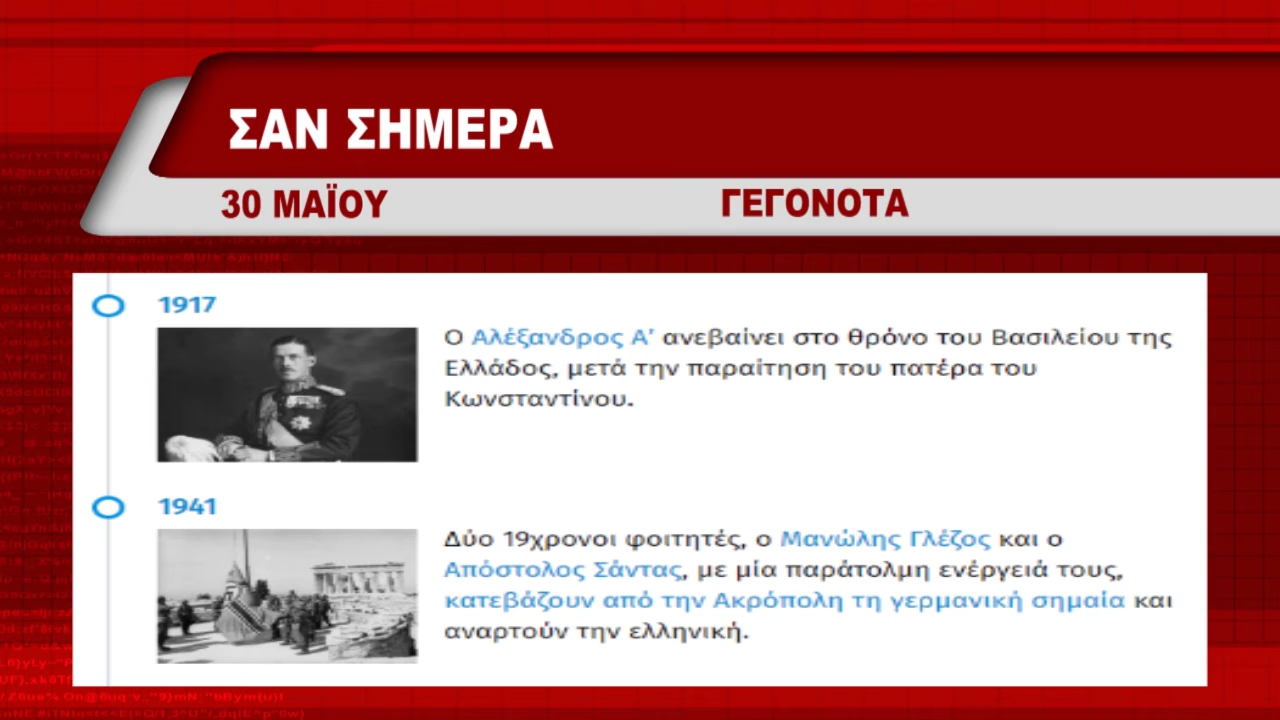 ΣΑΝ ΣΗΜΕΡΑ
30 ΜΑΪΟΥ
ΓΕΓΟΝΟΤΑ
1917
Ο Αλέξανδρος Α' ανεβαίνει στο θρόνο του Βασιλείου της
Ελλάδος, μετά την παραίτηση του πατέρα του
Κωνσταντίνου.
1941
Δύο 19χρονοι φοιτητές, ο Μανώλης Γλέζος και ο
Απόστολος Σάντας, με μία παράτολμη ενέργειά τους,
κατεβάζουν από την Ακρόπολη τη γερμανική σημαία και
αναρτούν την ελληνική.